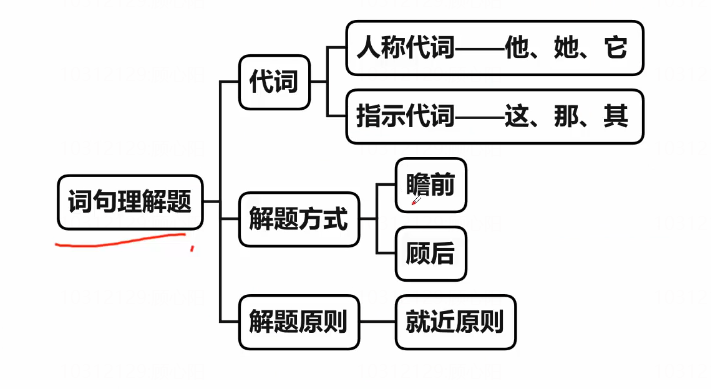 词句理解题
代词
人称代词——他、她、它
指示代词——这、那、其
解题方式
瞻前
顾后
解题原则
就近原则